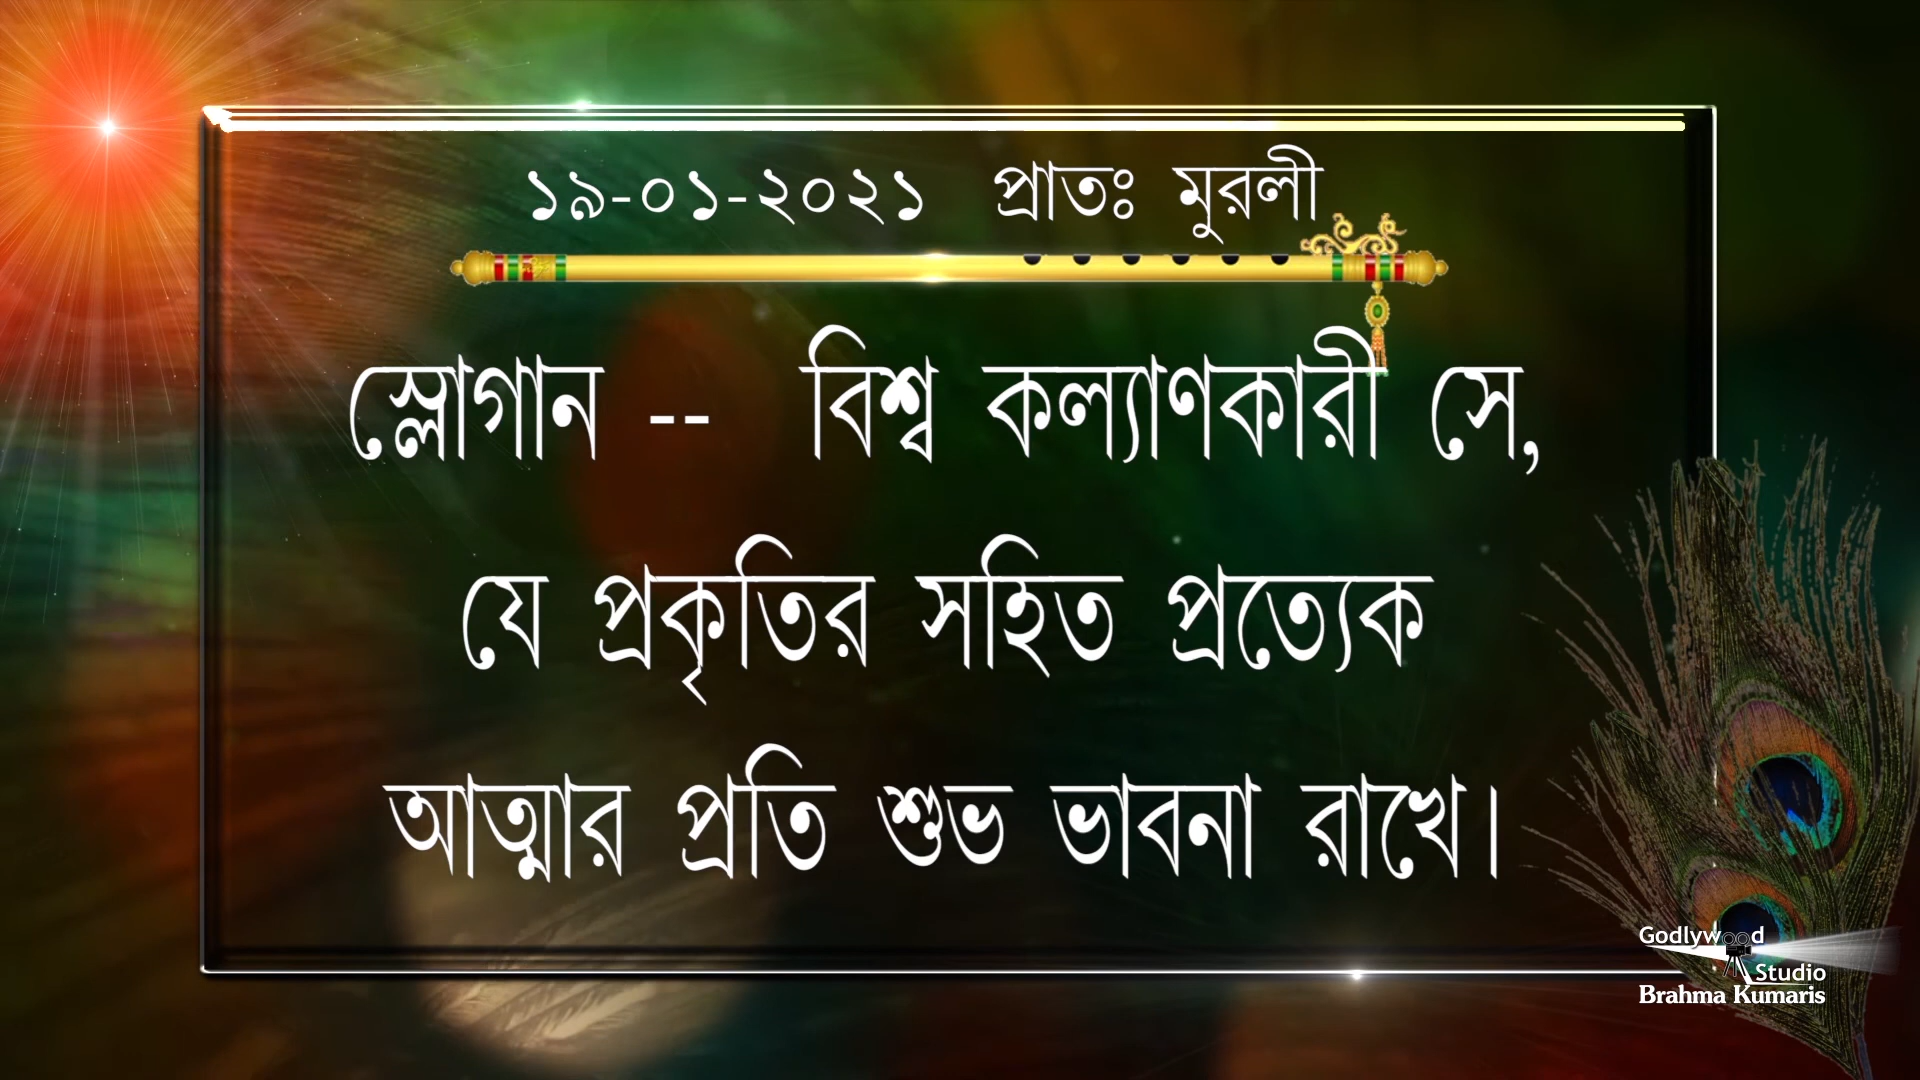 ১৯-০১-২০২১ প্রাতঃ মুরলী
স্লোগান -- বিশ্ব কল্যাণকারী সে,
যে প্রকৃতির সহিত প্রত্যেক
আত্মার প্রতি শুভ ভাবনা রাখে।
Godlywood
Studio
Brahma Kumaris